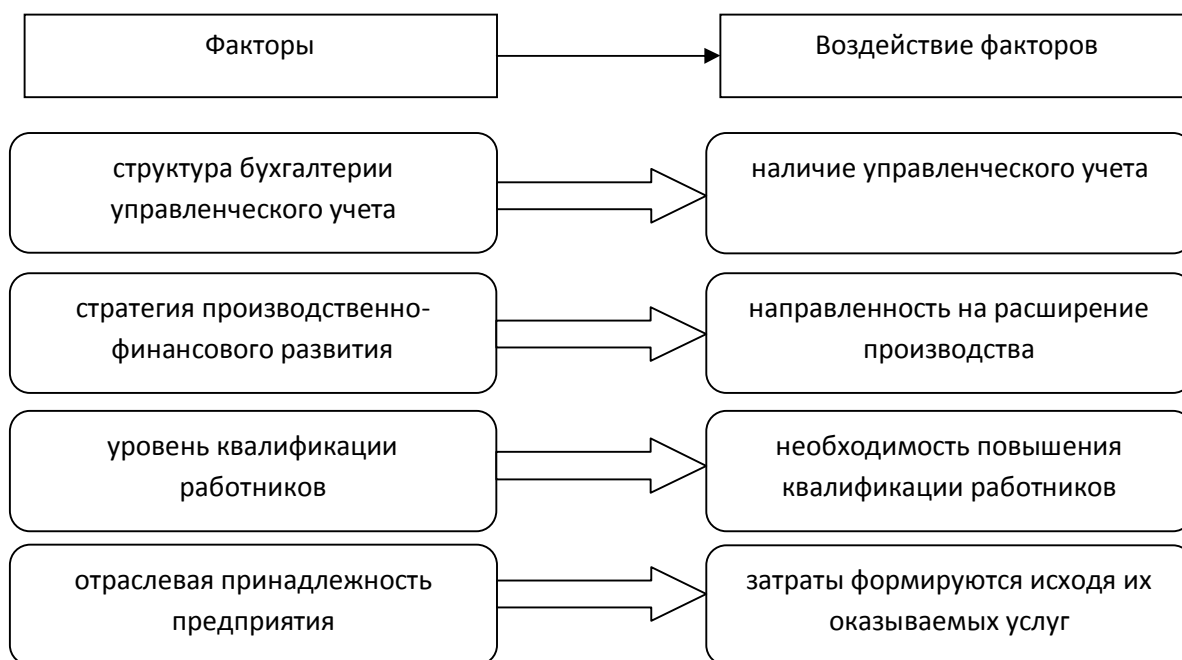 Факторы
Воздействие факторов
структура бухгалтерии
управленческого учета
наличие управленческого учета
стратегия производственно-
финансового развития
направленность на расширение
производства
уровень квалификации
работников
необходимость повышения
квалификации работников
отраслевая принадлежность
предприятия
затраты формируются исходя их
оказываемых услуг